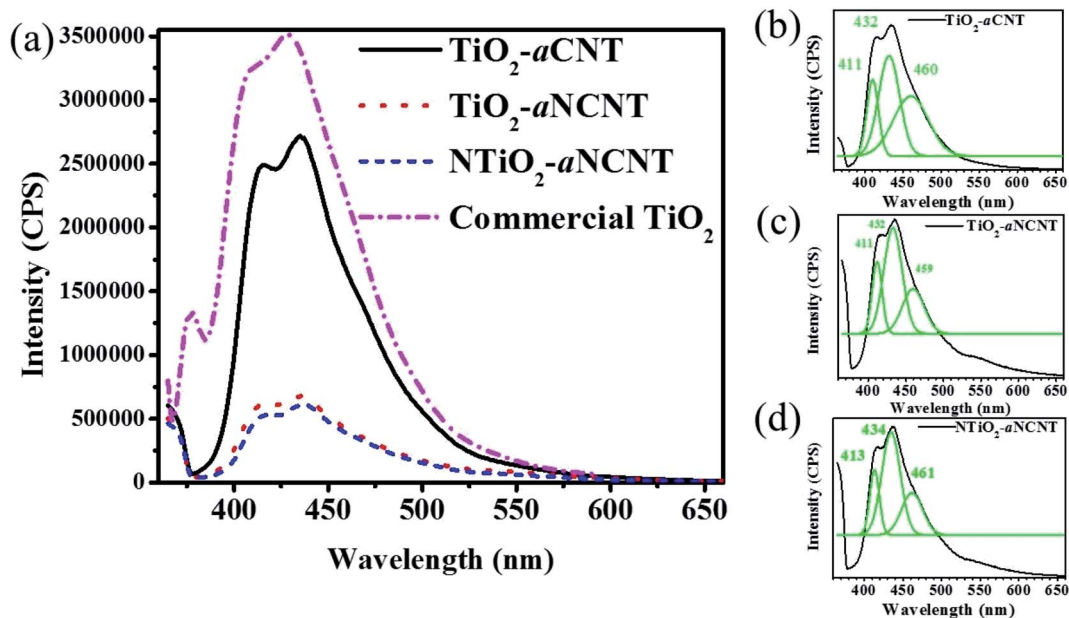 (a)
Intensity (CPS)
3500000
3000000
2500000
2000000
1500000
1000000
500000
0
400 450 500 550 600 650
Wavelength (nm)
TiO2-aCNT
TiO2-aNCNT
NTiO2-aNCNT
Commercial TiO2
(b)
TiO2-aCNT
432
411
460
Intensity (CPS)
400 450 500 550 600 650
Wavelength (nm)
(c)
TiO2-aNCNT
432
411
459
Intensity (CPS)
400 450 500 550 600 650
Wavelength (nm)
(d)
NTiO2-aNCNT
434
413
461
Intensity (CPS)
400 450 500 550 600 650
Wavelength (nm)